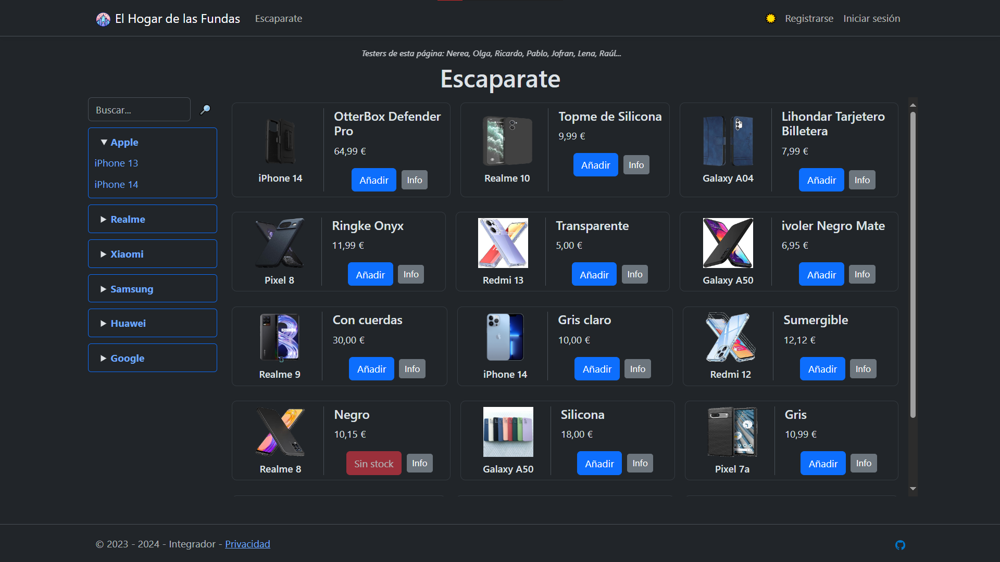 El Hogar de las Fundas
Escaparate
Registrarse
Iniciar sesión
Testers de esta página: Nerea, Olga, Ricardo, Pablo, Jofran, Lena, Raúl...
Escaparate
Buscar...
Apple
iPhone 13
iPhone 14
Realme
Xiaomi
Samsung
Huawei
Google
iPhone 14
OtterBox Defender
Pro
64,99 €
Añadir
Info
Realme 10
Topme de Silicona
9,99 €
Añadir
Info
Galaxy A04
Lihondar Tarjetero
Billetera
7,99 €
Añadir
Info
Pixel 8
Ringke Onyx
11,99 €
Añadir
Info
Redmi 13
Transparente
5,00 €
Añadir
Info
Galaxy A50
ivoler Negro Mate
6,95 €
Añadir
Info
Realme 9
Con cuerdas
30,00 €
Añadir
Info
iPhone 14
Gris claro
10,00 €
Añadir
Info
Redmi 12
Sumergible
12,12 €
Añadir
Info
Realme 8
Negro
10,15 €
Sin stock
Info
Galaxy A50
Silicona
18,00 €
Añadir
Info
Pixel 7a
Gris
10,99 €
Añadir
Info
© 2023 - 2024 - Integrador - Privacidad